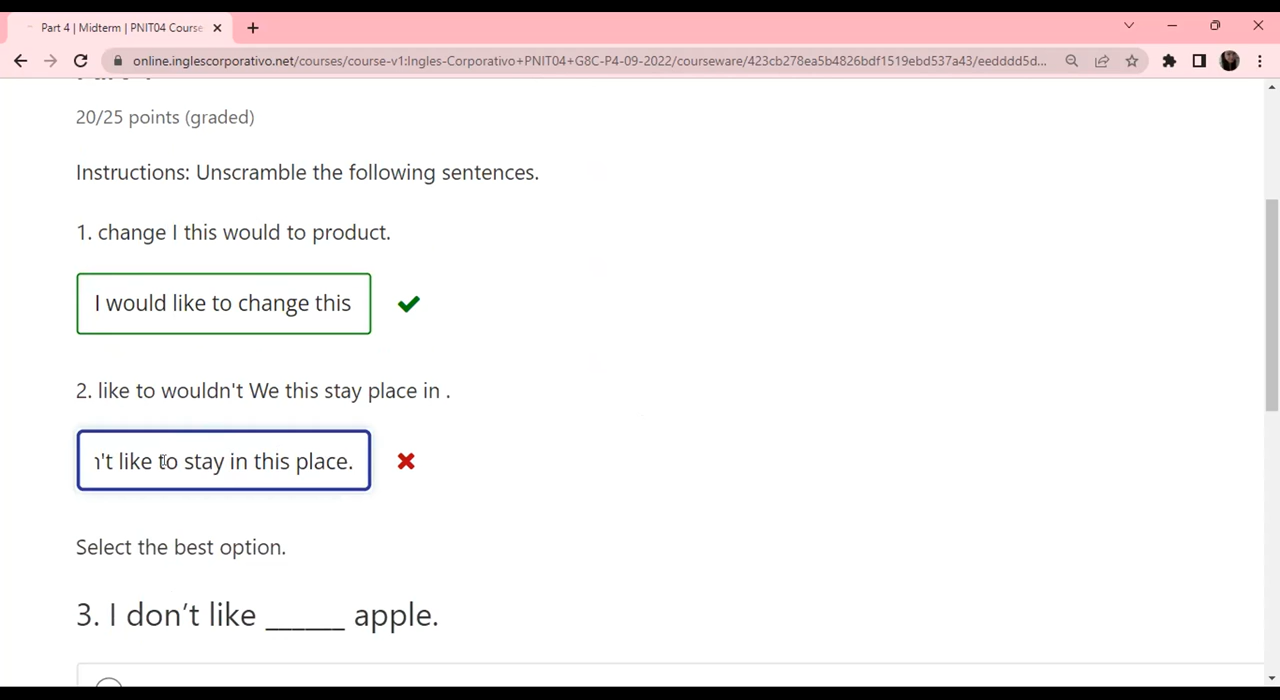 Part 4 | Midterm | PNIT04 Course
online.inglescorporativo.net/courses/course-v1:Ingles-Corporativo+PNIT04+G8C-P4-09-2022/courseware/423cb278ea5b4826bdf1519ebd537a43/eedddd5d...
20/25 points (graded)
Instructions: Unscramble the following sentences.
1. change I this would to product.
I would like to change this
2. like to wouldn't We this stay place in .
't like to stay in this place.
Select the best option.
3. I don’t like ______ apple.